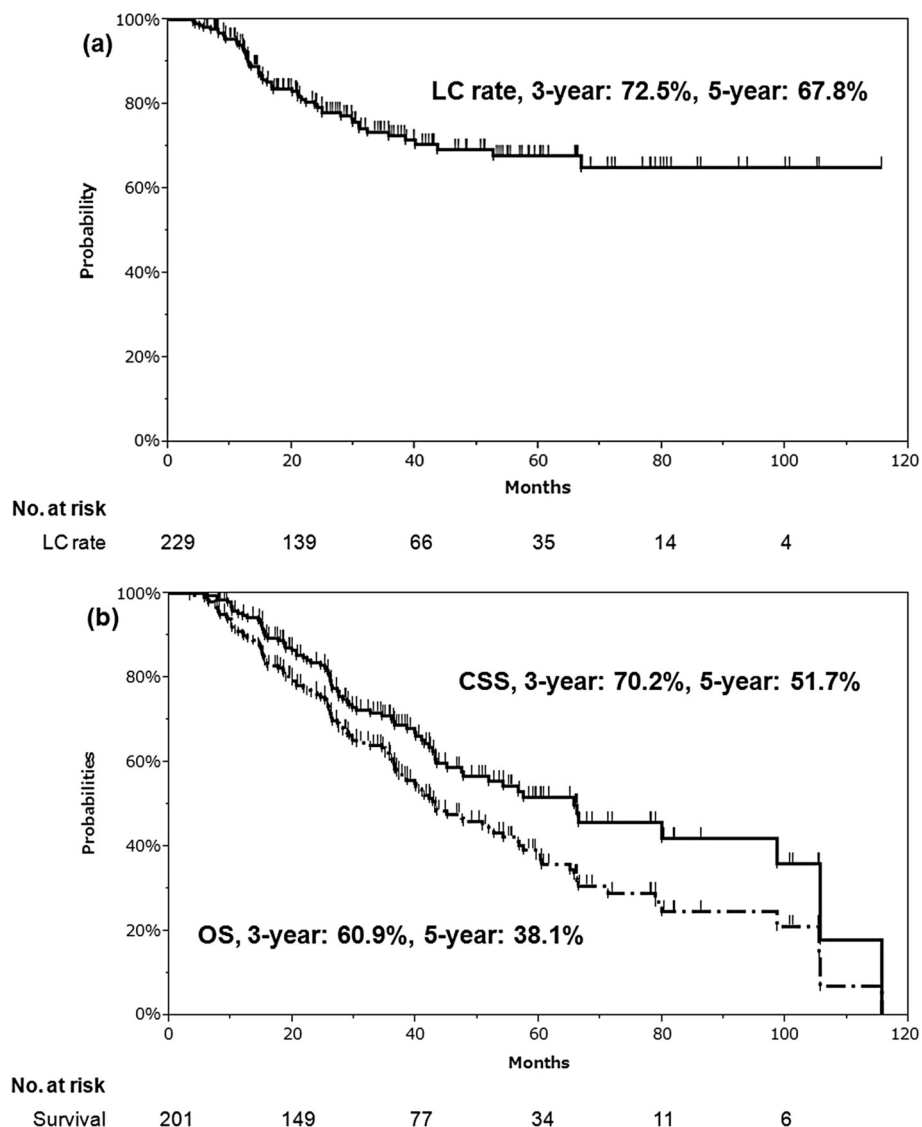 (a)
100%
80%
60%
40%
20%
0%
Probability
LC rate, 3-year: 72.5%, 5-year: 67.8%
0 20 40 60 80 100 120
Months
No. at risk
LC rate 229 139 66 35 14 4
(b)
100%
80%
60%
40%
20%
0%
Probabilities
CSS, 3-year: 70.2%, 5-year: 51.7%
OS, 3-year: 60.9%, 5-year: 38.1%
0 20 40 60 80 100 120
Months
No. at risk
Survival 201 149 77 34 11 6